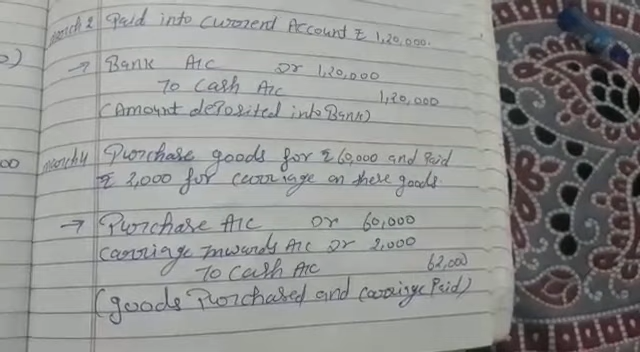 March 2 Paid into Current Account ₹ 1,20,000.
→ Bank A/c Dr 1,20,000
To Cash A/c 1,20,000
(Amount deposited into Bank)
March 4 Purchase goods for ₹ 60,000 and Paid
₹ 2,000 for carriage on these goods.
→ Purchase A/c Dr 60,000
Carriage Inwards A/c Dr 2,000
To Cash A/c 62,000
(goods Purchased and carriage Paid)